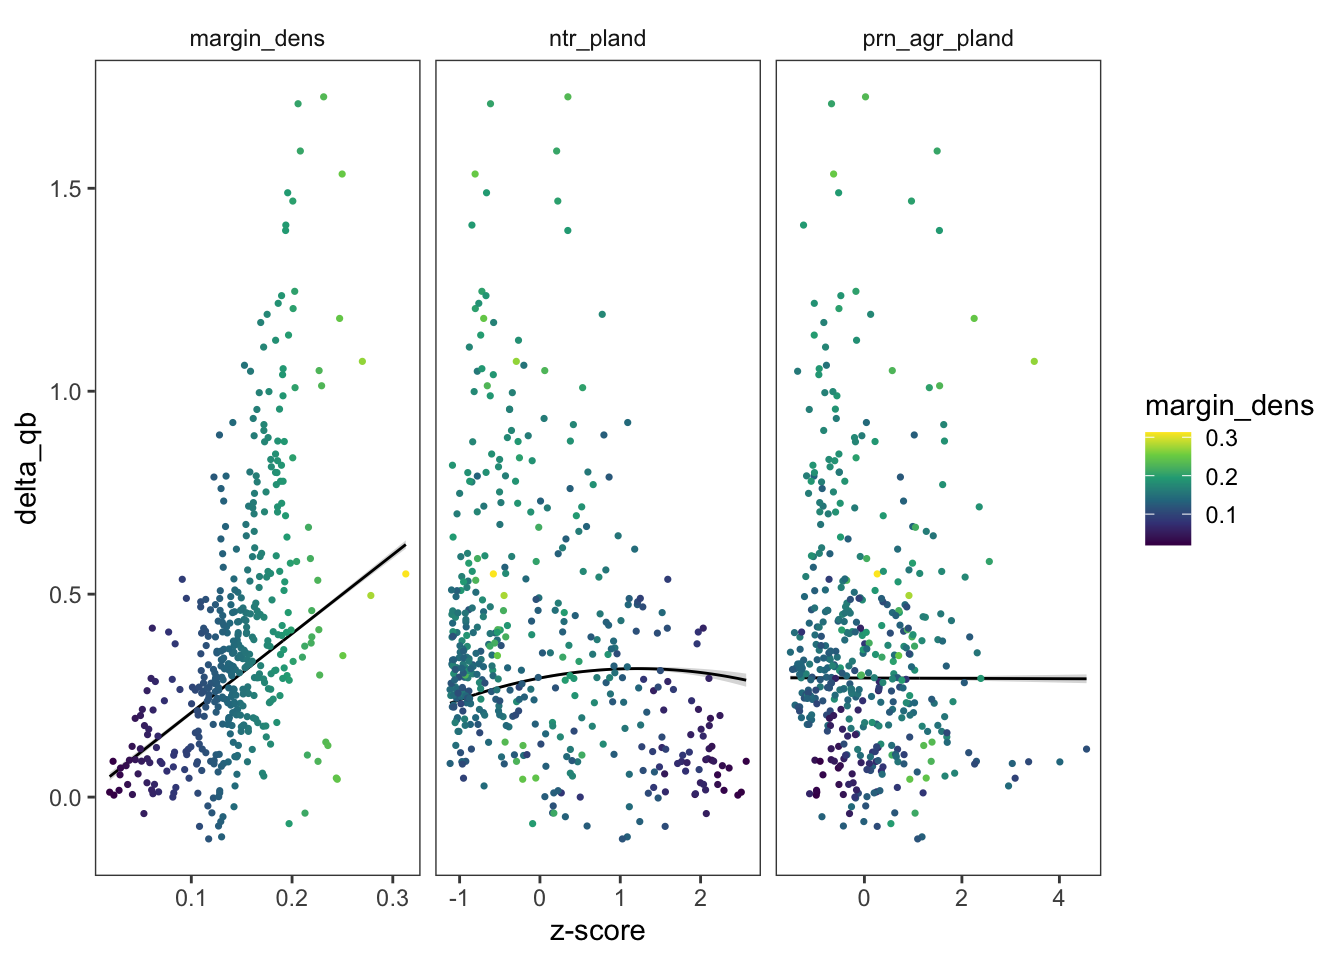 margin_dens ntr_pland prn_agr_pland
1.5
1.0
0.5
0.0
delta_qb
0.1 0.2 0.3 -1 0 1 2 0 2 4
z-score
margin_dens
0.3
0.2
0.1